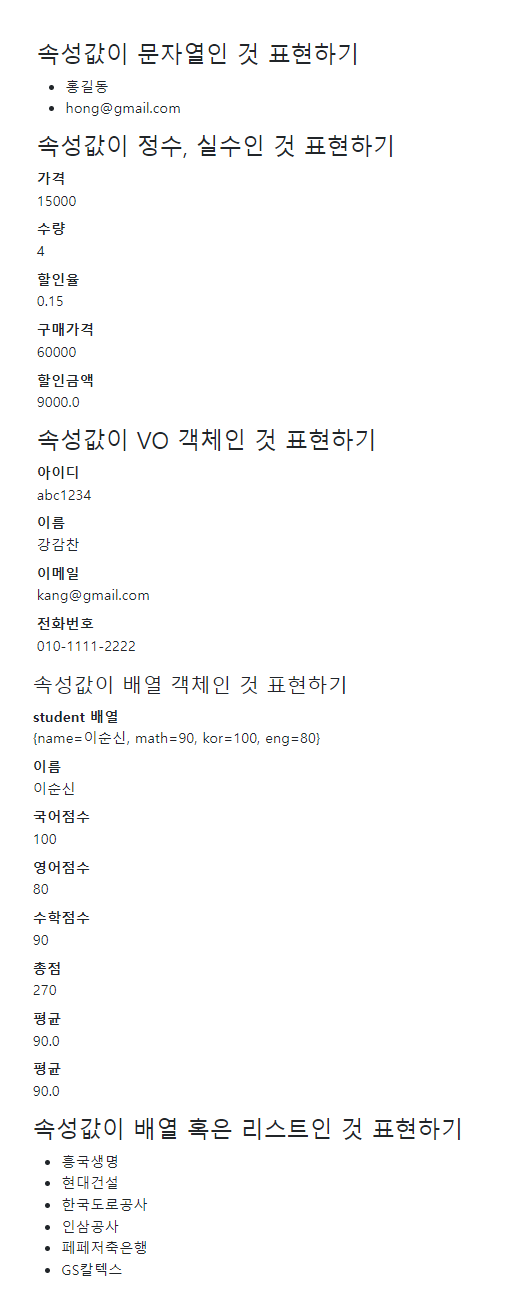 속성값이 문자열인 것 표현하기
홍길동
hong@gmail.com
속성값이 정수, 실수인 것 표현하기
가격
15000
수량
4
할인율
0.15
구매가격
60000
할인금액
9000.0
속성값이 VO 객체인 것 표현하기
아이디
abc1234
이름
강감찬
이메일
kang@gmail.com
전화번호
010-1111-2222
속성값이 배열 객체인 것 표현하기
student 배열
{name=이순신, math=90, kor=100, eng=80}
이름
이순신
국어점수
100
영어점수
80
수학점수
90
총점
270
평균
90.0
평균
90.0
속성값이 배열 혹은 리스트인 것 표현하기
흥국생명
현대건설
한국도로공사
인삼공사
페페저축은행
GS칼텍스